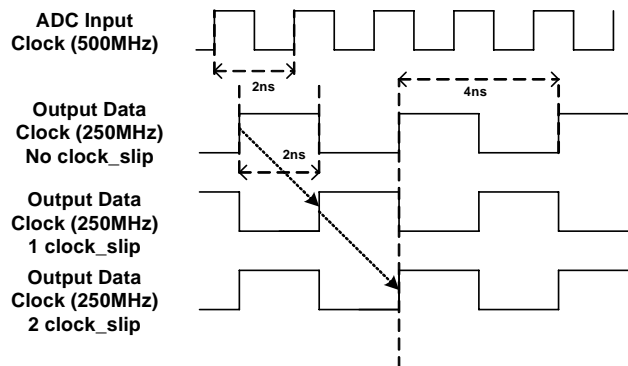 ADC Input
Clock (500MHz)
2ns
4ns
Output Data
Clock (250MHz)
No clock_slip
2ns
Output Data
Clock (250MHz)
1 clock_slip
Output Data
Clock (250MHz)
2 clock_slip